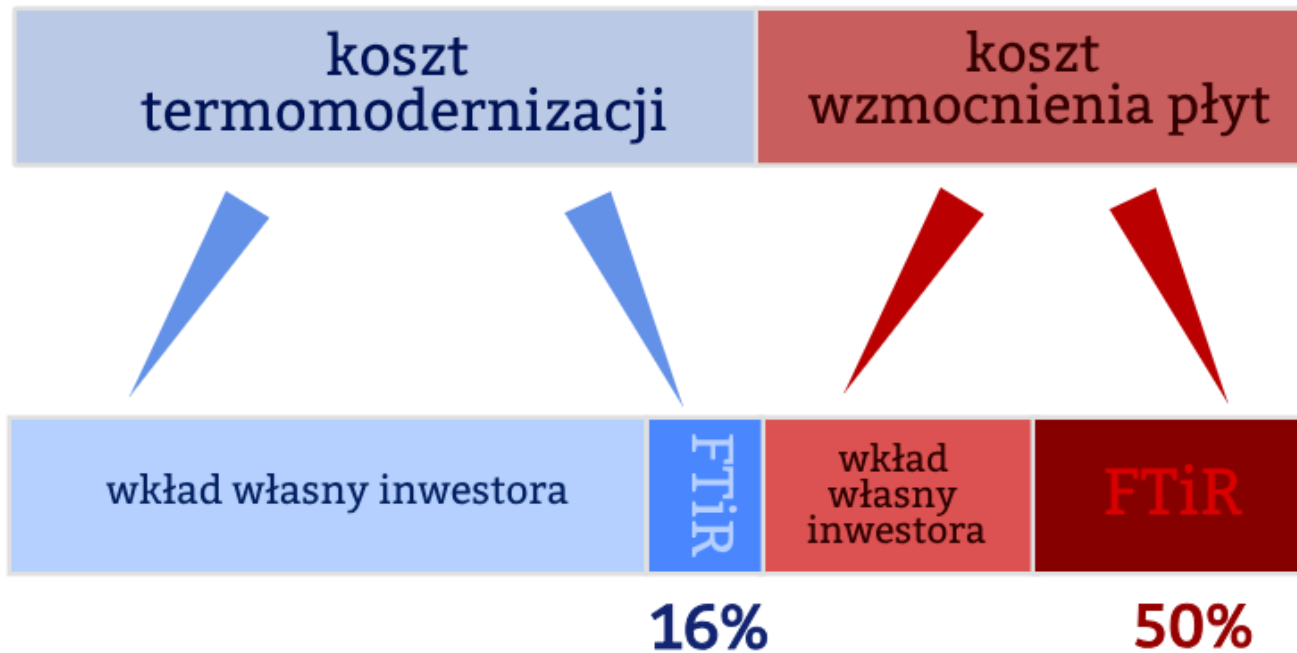 koszt
termomodernizacji
koszt
wzmocnienia płyt
wkład własny inwestora
FTiR
wkład
własny
inwestora
FTiR
16%
50%